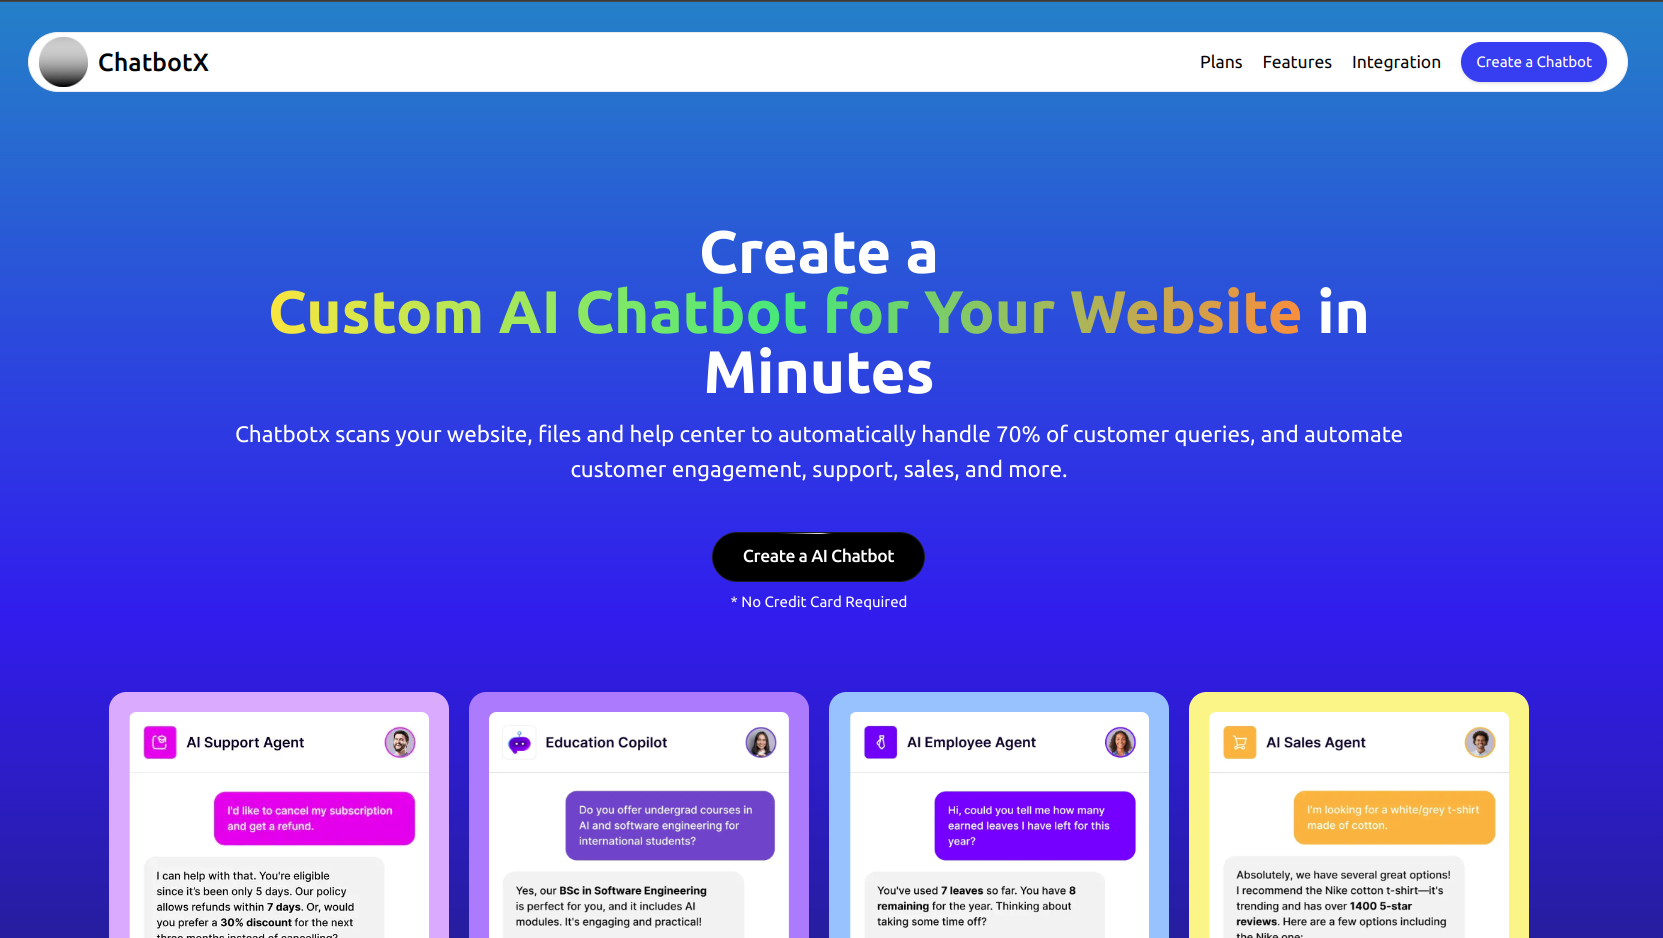 ChatbotX
Plans
Features
Integration
Create a Chatbot
Create a
Custom AI Chatbot for Your Website in
Minutes
Chatbotx scans your website, files and help center to automatically handle 70% of customer queries, and automate
customer engagement, support, sales, and more.
Create a AI Chatbot
* No Credit Card Required
AI Support Agent
I'd like to cancel my subscription
and get a refund.
I can help with that. You're eligible
since it's been only 5 days. Our policy
allows refunds within 7 days. Or, would
you prefer a 30% discount for the next
three months instead of cancelling?
Education Copilot
Do you offer undergrad courses in
AI and software engineering for
international students?
Yes, our BSc in Software Engineering
is perfect for you, and it includes AI
modules. It's engaging and practical!
AI Employee Agent
Hi, could you tell me how many
earned leaves I have left for this
year?
You've used 7 leaves so far. You have 8
remaining for the year. Thinking about
taking some time off?
AI Sales Agent
I'm looking for a white/grey t-shirt
made of cotton.
Absolutely, we have several great options!
I recommend the Nike cotton t-shirt—it's
trending and has over 1400 5-star
reviews. Here are a few options including
the Nike one: